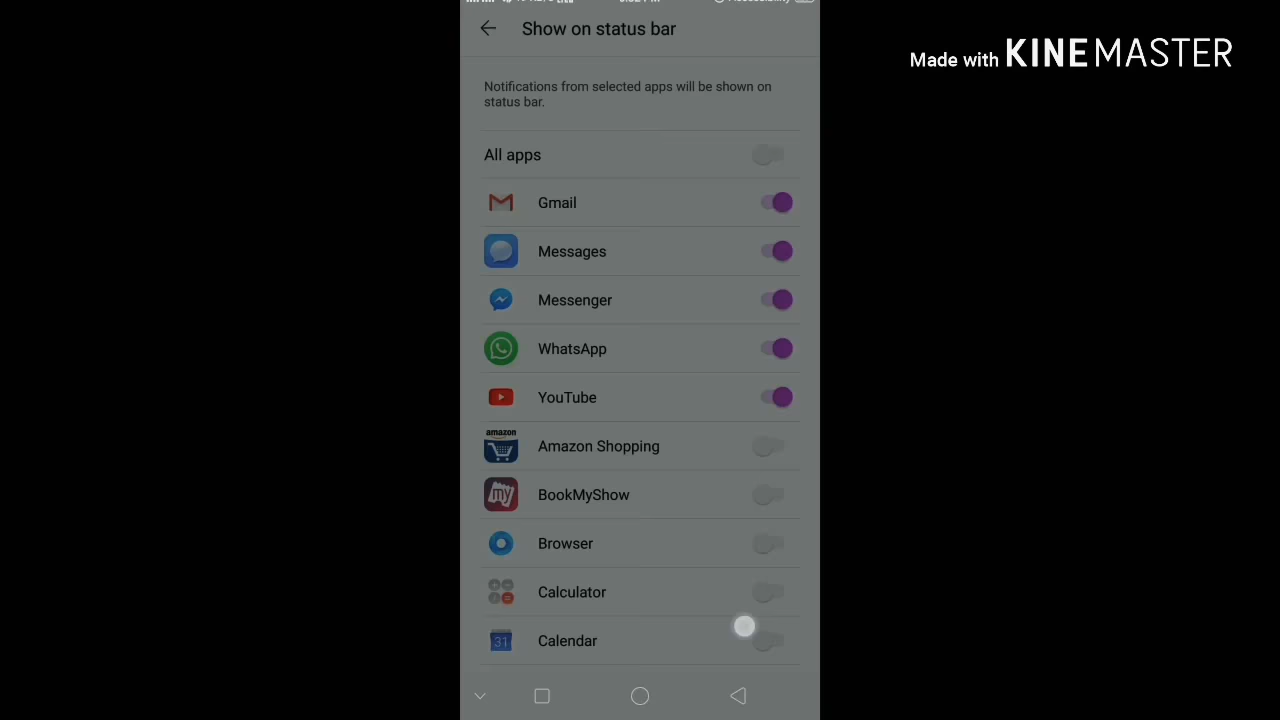 Show on status bar
Made with KINEMASTER
Notifications from selected apps will be shown on
status bar.
All apps
Gmail
Messages
Messenger
WhatsApp
YouTube
amazon
Amazon Shopping
my
BookMyShow
Browser
Calculator
31
Calendar